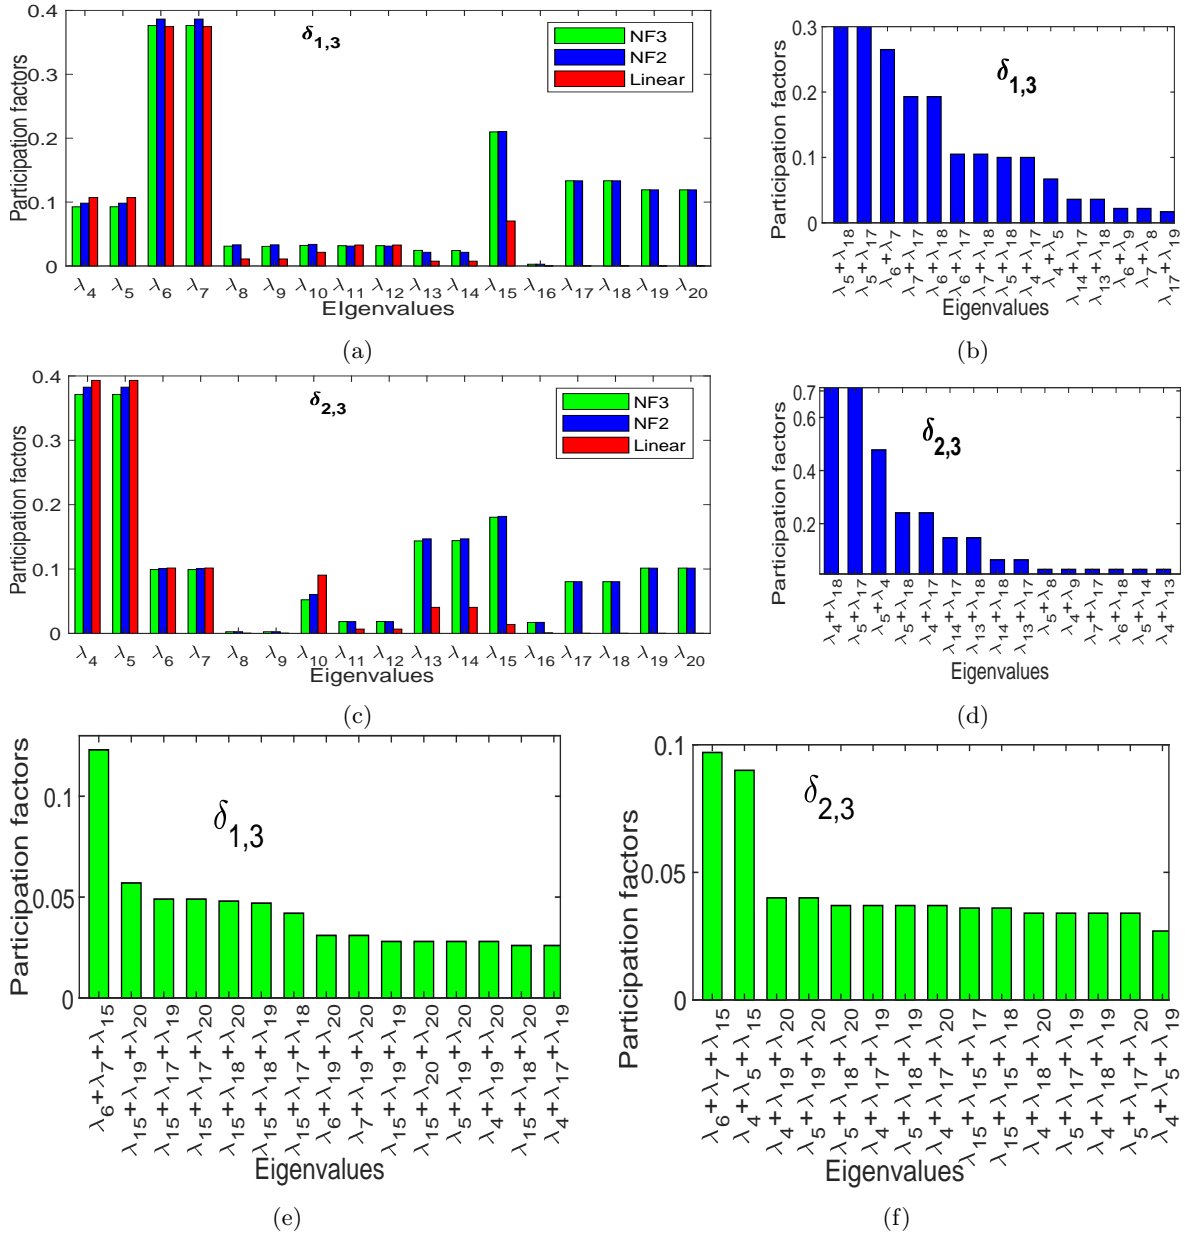 Participation factors
0.4
0.3
0.2
0.1
0
δ1,3
NF3
NF2
Linear
λ4 λ5 λ6 λ7 λ8 λ9 λ10 λ11 λ12 λ13 λ14 λ15 λ16 λ17 λ18 λ19 λ20
EIgenvalues
(a)
Participation factors
0.3
0.2
0.1
0
δ1,3
λ5+λ18
λ5+λ17
λ6+λ7
λ7+λ17
λ6+λ18
λ6+λ17
λ7+λ18
λ5+λ18
λ4+λ17
λ4+λ5
λ14+λ17
λ13+λ18
λ6+λ9
λ7+λ8
λ17+λ19
Eigenvalues
(b)
Participation factors
0.4
0.3
0.2
0.1
0
δ2,3
NF3
NF2
Linear
λ4 λ5 λ6 λ7 λ8 λ9 λ10 λ11 λ12 λ13 λ14 λ15 λ16 λ17 λ18 λ19 λ20
EIgenvalues
(c)
Participation factors
0.7
0.6
0.4
0.2
δ2,3
λ4+λ18
λ5+λ17
λ5+λ4
λ5+λ18
λ4+λ17
λ14+λ17
λ13+λ18
λ14+λ18
λ13+λ17
λ5+λ8
λ4+λ9
λ7+λ17
λ6+λ18
λ5+λ14
λ4+λ13
Eigenvalues
(d)
Participation factors
0.1
0.05
0
δ1,3
λ6+λ7+λ15
λ15+λ19+λ20
λ15+λ17+λ19
λ15+λ17+λ20
λ15+λ18+λ20
λ15+λ18+λ19
λ15+λ17+λ18
λ6+λ19+λ20
λ7+λ19+λ20
λ15+λ19+λ19
λ15+λ20+λ20
λ5+λ19+λ20
λ4+λ19+λ20
λ15+λ18+λ20
λ4+λ17+λ19
Eigenvalues
(e)
Participation factors
0.1
0.05
0
δ2,3
λ6+λ7+λ15
λ4+λ5+λ15
λ4+λ19+λ20
λ5+λ19+λ20
λ5+λ18+λ20
λ4+λ17+λ19
λ5+λ18+λ19
λ4+λ17+λ20
λ15+λ15+λ17
λ15+λ15+λ18
λ4+λ18+λ20
λ5+λ17+λ19
λ4+λ18+λ19
λ5+λ17+λ20
λ4+λ5+λ19
Eigenvalues
(f)